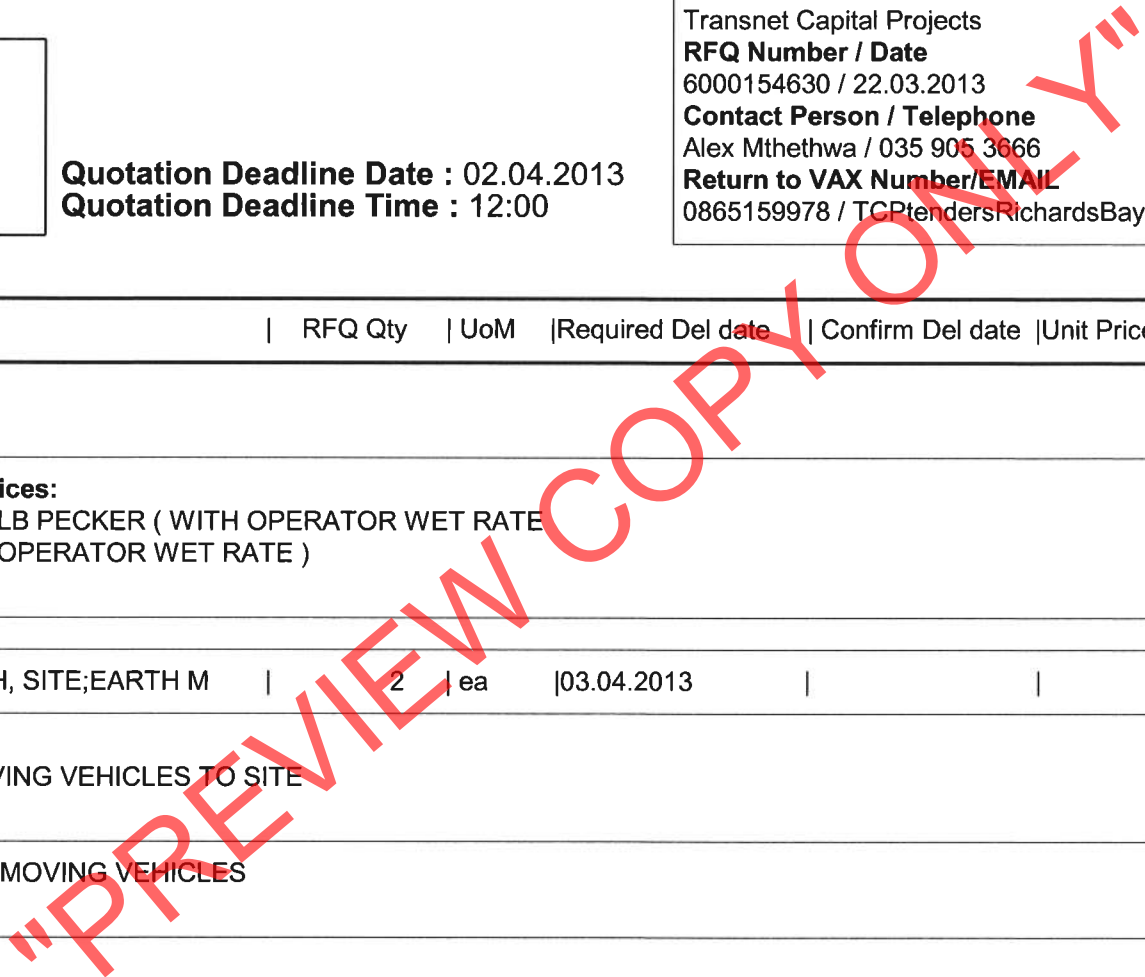 Transnet Capital Projects
RFQ Number / Date
6000154630 / 22.03.2013
Contact Person / Telephone
Alex Mthethwa / 035 905 3666
Return to VAX Number/EMAIL
0865159978 / TCPtendersRichardsBay
Quotation Deadline Date : 02.04.2013
Quotation Deadline Time : 12:00
| RFQ Qty | UoM |Required Del date | Confirm Del date |Unit Price
ices:
LB PECKER ( WITH OPERATOR WET RATE
OPERATOR WET RATE )
H, SITE;EARTH M | 2 | ea |03.04.2013 | |
VING VEHICLES TO SITE
MOVING VEHICLES
"PREVIEW COPY ONLY"